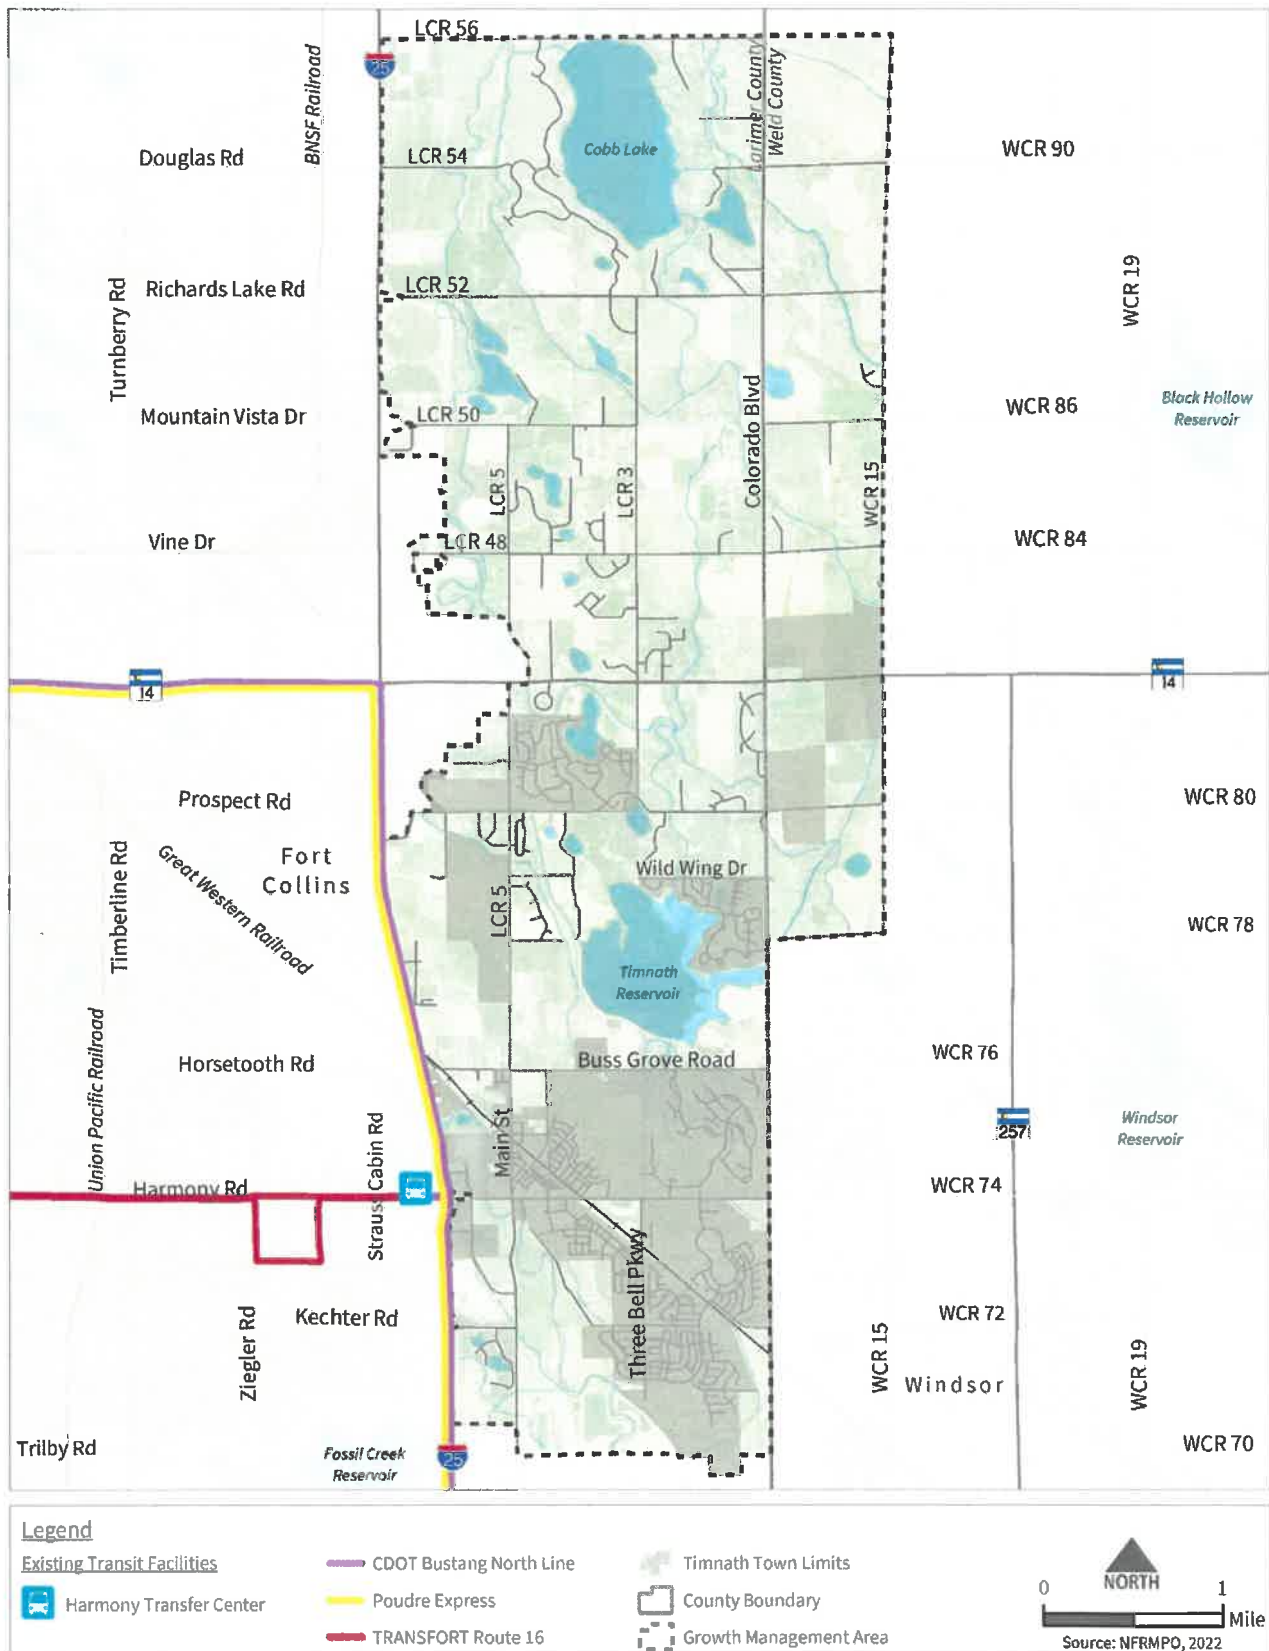 LCR 56
25
BNSF Railroad
Larimer County
Weld County
Cobb Lake
Douglas Rd
LCR 54
WCR 90
Turnberry Rd
Richards Lake Rd
LCR 52
WCR 19
Mountain Vista Dr
LCR 50
Colorado Blvd
WCR 86
Black Hollow
Reservoir
LCR 5
LCR 3
WCR 15
Vine Dr
LCR 48
WCR 84
14
14
Prospect Rd
WCR 80
Timberline Rd
Great Western Railroad
Fort
Collins
Wild Wing Dr
LCR 5
WCR 78
Timnath
Reservoir
Union Pacific Railroad
Horsetooth Rd
Buss Grove Road
WCR 76
Strauss Cabin Rd
Main St
257
Windsor
Reservoir
Harmony Rd
WCR 74
Three Bell Pkwy
Ziegler Rd
Kechter Rd
WCR 72
WCR 15
Windsor
WCR 19
Trilby Rd
Fossil Creek
Reservoir
25
WCR 70
Legend
Existing Transit Facilities
Harmony Transfer Center
CDOT Bustang North Line
Poudre Express
TRANSFORT Route 16
Timnath Town Limits
County Boundary
Growth Management Area
NORTH
0 1
Mile
Source: NFRMPO, 2022